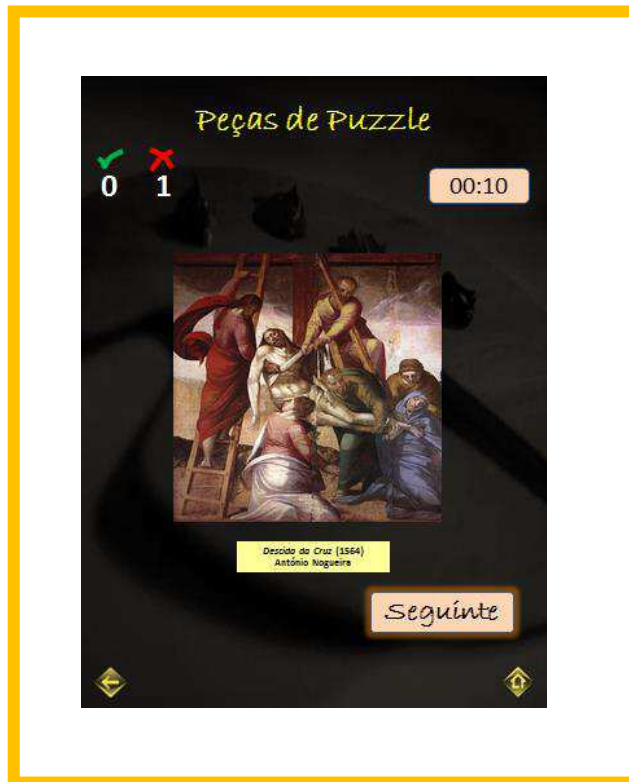 Peças de Puzzle
0 1
00:10
Descida da Cruz (1564)
António Nogueira
Seguinte